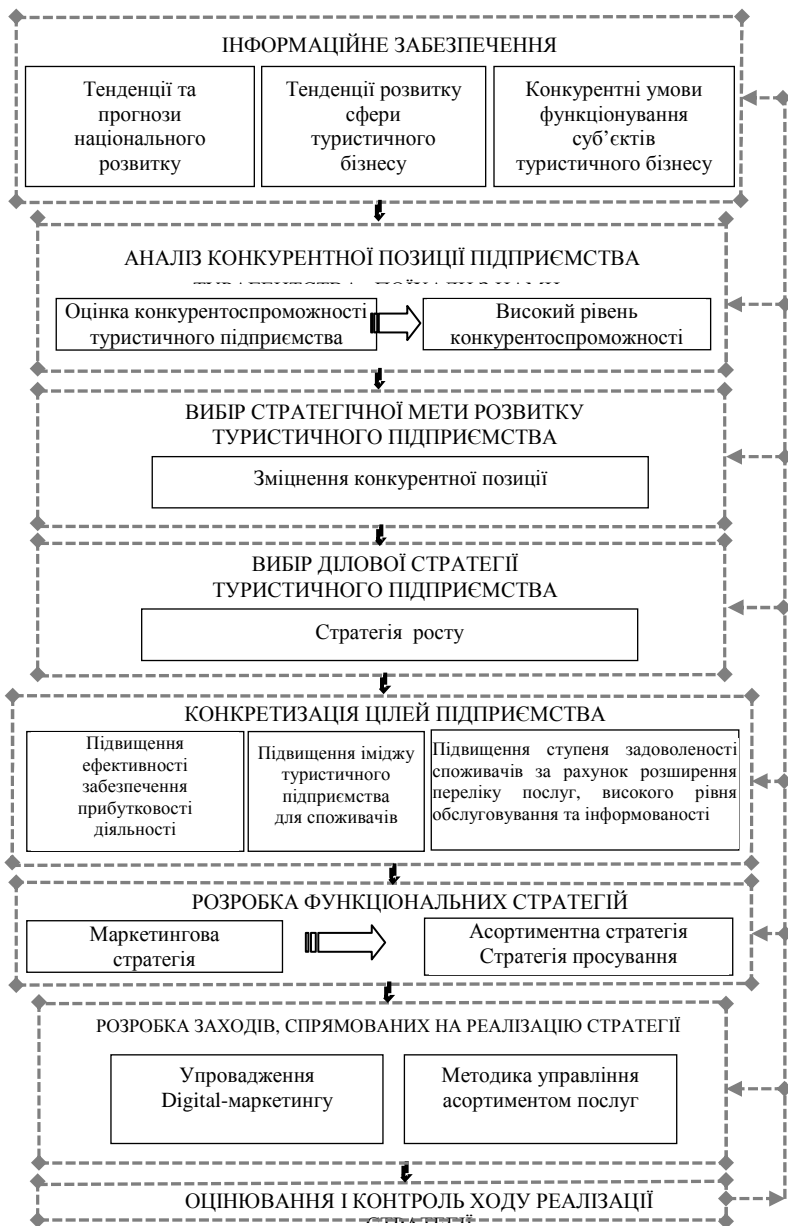 ІНФОРМАЦІЙНЕ ЗАБЕЗПЕЧЕННЯ
Тенденції та
прогнози
національного
розвитку
Тенденції розвитку
сфери
туристичного
бізнесу
Конкурентні умови
функціонування
суб’єктів
туристичного бізнесу
АНАЛІЗ КОНКУРЕНТНОЇ ПОЗИЦІЇ ПІДПРИЄМСТВА
Оцінка конкурентоспроможності
туристичного підприємства
Високий рівень
конкурентоспроможності
ВИБІР СТРАТЕГІЧНОЇ МЕТИ РОЗВИТКУ
ТУРИСТИЧНОГО ПІДПРИЄМСТВА
Зміцнення конкурентної позиції
ВИБІР ДІЛОВОЇ СТРАТЕГІЇ
ТУРИСТИЧНОГО ПІДПРИЄМСТВА
Стратегія росту
КОНКРЕТИЗАЦІЯ ЦІЛЕЙ ПІДПРИЄМСТВА
Підвищення
ефективності
забезпечення
прибутковості
діяльності
Підвищення іміджу
туристичного
підприємства
для споживачів
Підвищення ступеня задоволеності
споживачів за рахунок розширення
переліку послуг, високого рівня
обслуговування та інформованості
РОЗРОБКА ФУНКЦІОНАЛЬНИХ СТРАТЕГІЙ
Маркетингова
стратегія
Асортиментна стратегія
Стратегія просування
РОЗРОБКА ЗАХОДІВ, СПРЯМОВАНИХ НА РЕАЛІЗАЦІЮ СТРАТЕГІЇ
Упровадження
Digital-маркетингу
Методика управління
асортиментом послуг
ОЦІНЮВАННЯ І КОНТРОЛЬ ХОДУ РЕАЛІЗАЦІЇ